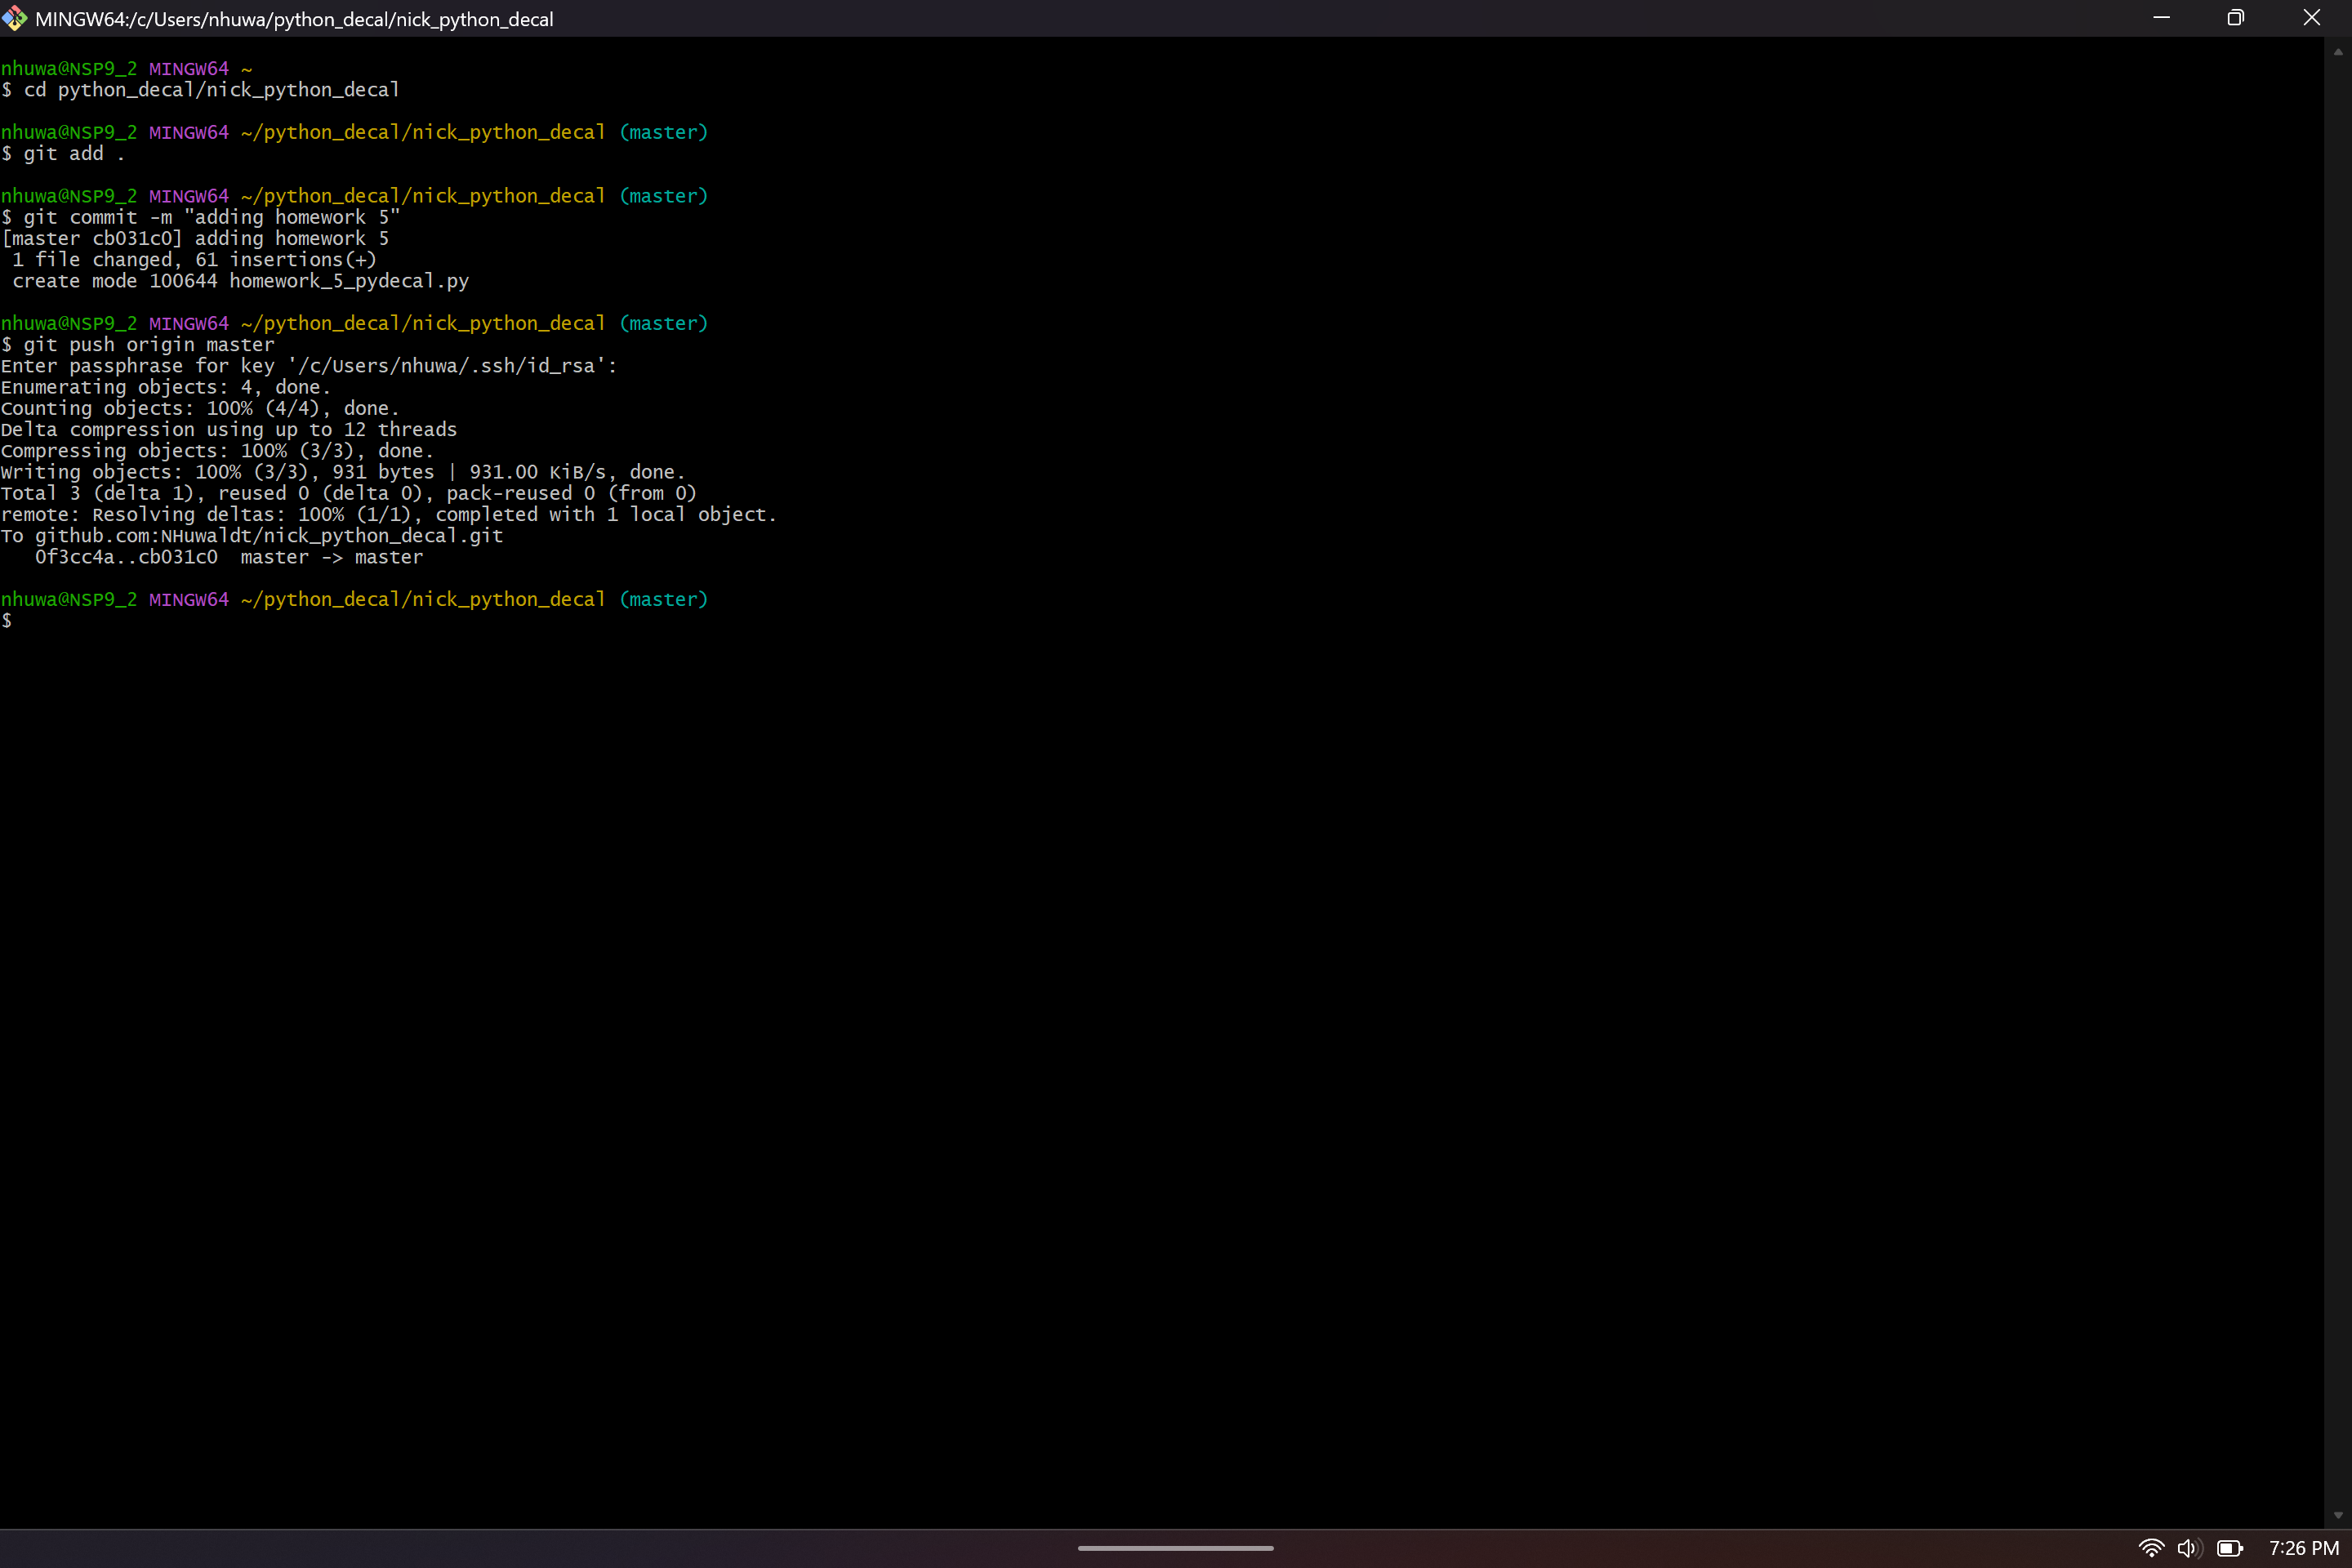 MINGW64:/c/Users/nhuwa/python_decal/nick_python_decal
nhuwa@NSP9_2 MINGW64 ~
$ cd python_decal/nick_python_decal
nhuwa@NSP9_2 MINGW64 ~/python_decal/nick_python_decal (master)
$ git add .
nhuwa@NSP9_2 MINGW64 ~/python_decal/nick_python_decal (master)
$ git commit -m "adding homework 5"
[master cb031c0] adding homework 5
 1 file changed, 61 insertions(+)
 create mode 100644 homework_5_pydecal.py
nhuwa@NSP9_2 MINGW64 ~/python_decal/nick_python_decal (master)
$ git push origin master
Enter passphrase for key '/c/Users/nhuwa/.ssh/id_rsa':
Enumerating objects: 4, done.
Counting objects: 100% (4/4), done.
Delta compression using up to 12 threads
Compressing objects: 100% (3/3), done.
Writing objects: 100% (3/3), 931 bytes | 931.00 KiB/s, done.
Total 3 (delta 1), reused 0 (delta 0), pack-reused 0 (from 0)
remote: Resolving deltas: 100% (1/1), completed with 1 local object.
To github.com:NHuwaldt/nick_python_decal.git
   0f3cc4a..cb031c0  master -> master
nhuwa@NSP9_2 MINGW64 ~/python_decal/nick_python_decal (master)
$
7:26 PM